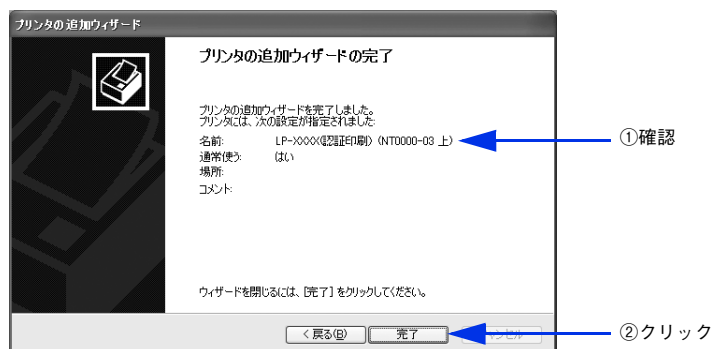 プリンタの追加ウィザード
プリンタの追加ウィザードの完了
プリンタの追加ウィザードを完了しました。
プリンタには、次の設定が指定されました:
名前: LP-XXXX(認証印刷) (NT0000-03 上)
通常使う: はい
場所:
コメント:
①確認
ウィザードを閉じるには、[完了] をクリックしてください。
< 戻る(B)
完了
キャンセル
②クリック